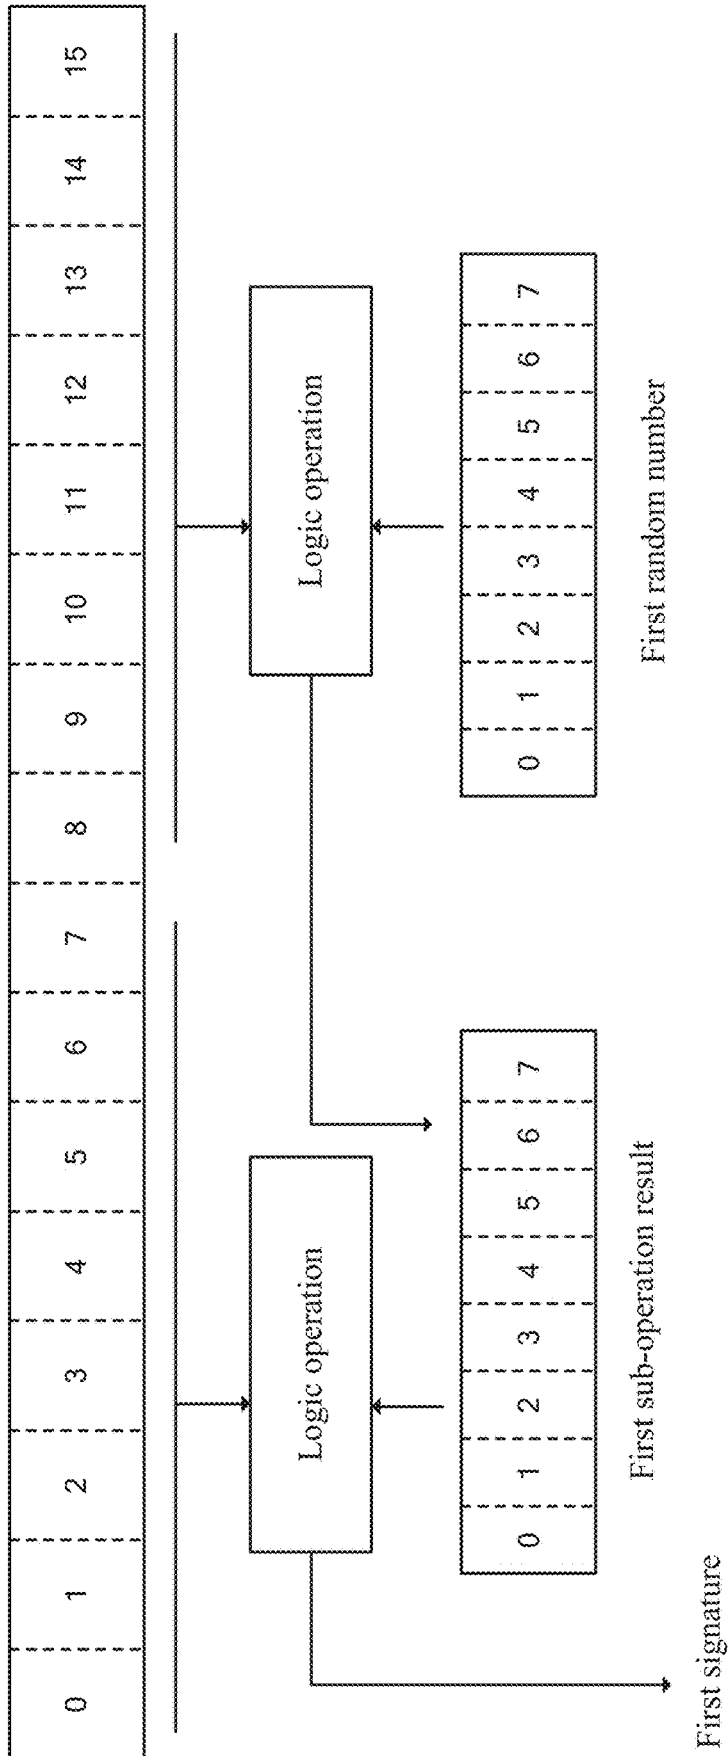 0 1 2 3 4 5 6 7 8 9 10 11 12 13 14 15
Logic operation
Logic operation
0 1 2 3 4 5 6 7
0 1 2 3 4 5 6 7
First sub-operation result
First random number
First signature